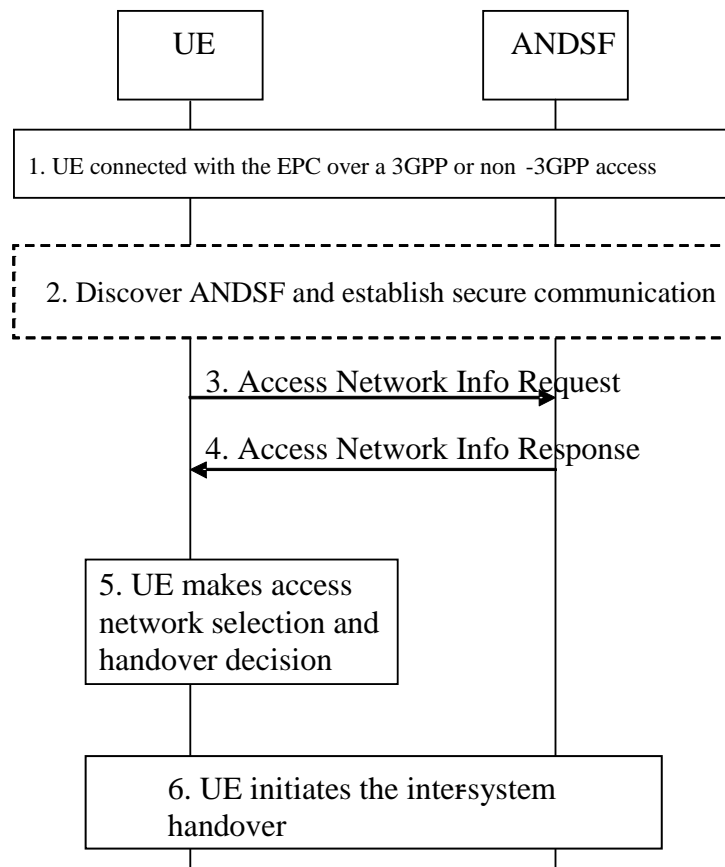 UE
ANDSF
1. UE connected with the EPC over a 3GPP or non -3GPP access
2. Discover ANDSF and establish secure communication
3. Access Network Info Request
4. Access Network Info Response
5. UE makes access
network selection and
handover decision
6. UE initiates the inter-system
handover